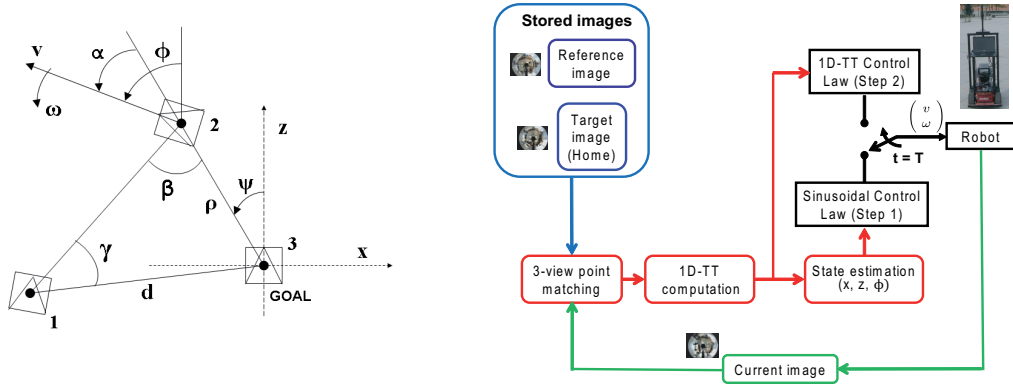 v
α
ϕ
ω
2
z
β
ρ
ψ
γ
3
x
d
GOAL
1
Stored images
Reference
image
Target
image
(Home)
1D-TT Control
Law (Step 2)
v
ω
Robot
t = T
Sinusoidal Control
Law (Step 1)
3-view point
matching
1D-TT
computation
State estimation
(x, z, ϕ)
Current image